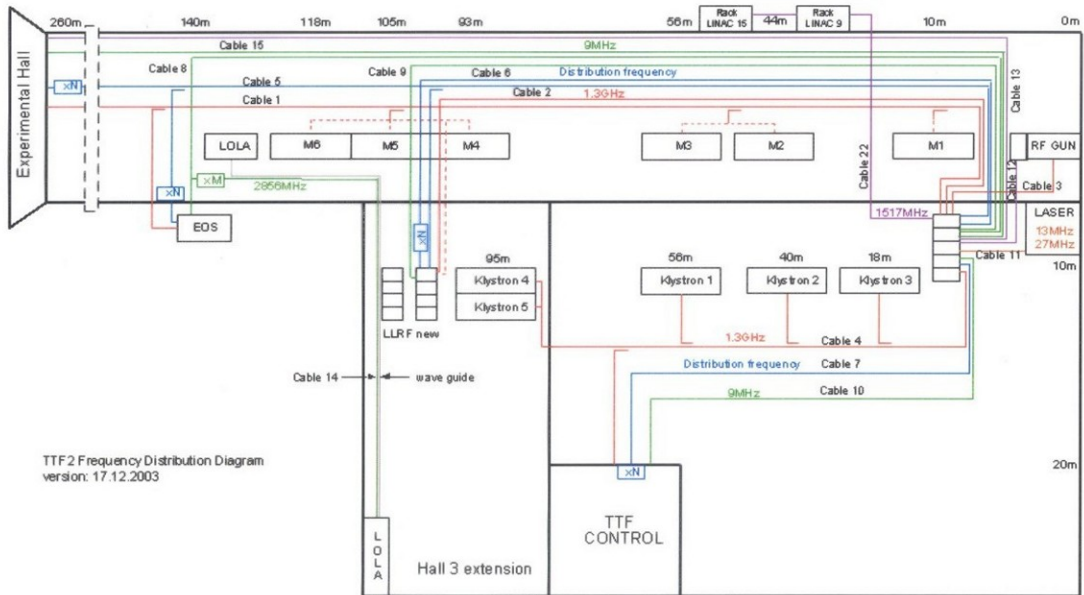 260m
140m
118m
105m
93m
56m
Rack
LINAC 15
44m
Rack
LINAC 9
10m
0m
Experimental Hall
Cable 15
9MHz
Cable 8
Cable 9
Cable 6
Distribution frequency
Cable 13
xN
Cable 5
Cable 1
Cable 2
1.3GHz
LOLA
M6
M5
M4
M3
M2
Cable 22
M1
RF GUN
xM
2856MHz
xN
Cable 12
Cable 3
EOS
xN
1517MHz
LASER
13MHz
27MHz
Cable 11
10m
95m
56m
40m
18m
Klystron 4
Klystron 1
Klystron 2
Klystron 3
Klystron 5
LLRF new
1.3GHz
Cable 4
Distribution frequency
Cable 7
Cable 14
wave guide
9MHz
Cable 10
TTF2 Frequency Distribution Diagram
version: 17.12.2003
xN
20m
TTF
CONTROL
LOLA
Hall 3 extension